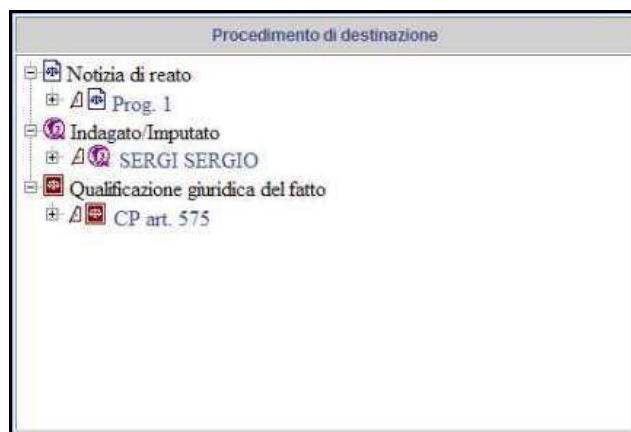 Procedimento di destinazione
Notizia di reato
Prog. 1
Indagato/Imputato
SERGI SERGIO
Qualificazione giuridica del fatto
CP art. 575